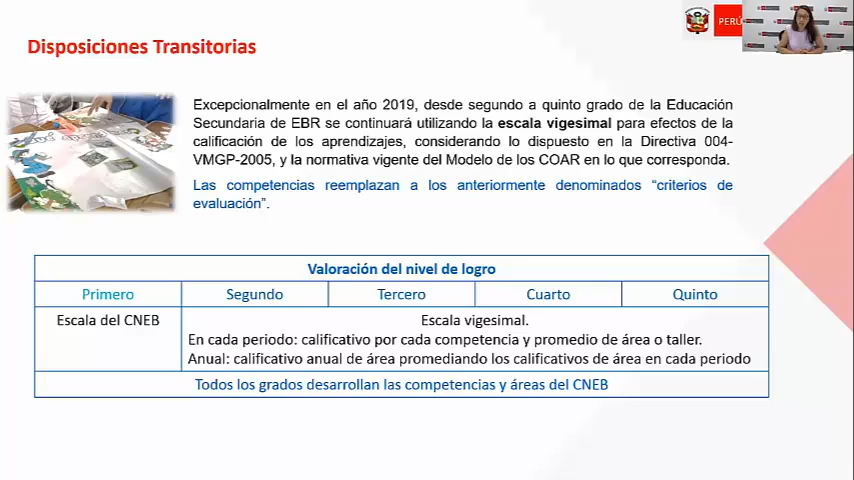 PERÚ
Disposiciones Transitorias
Excepcionalmente en el año 2019, desde segundo a quinto grado de la Educación
Secundaria de EBR se continuará utilizando la escala vigesimal para efectos de la
calificación de los aprendizajes, considerando lo dispuesto en la Directiva 004-
VMGP-2005, y la normativa vigente del Modelo de los COAR en lo que corresponda.
Las competencias reemplazan a los anteriormente denominados “criterios de
evaluación”.
Valoración del nivel de logro
Primero Segundo Tercero Cuarto Quinto
Escala del CNEB Escala vigesimal.
En cada periodo: calificativo por cada competencia y promedio de área o taller.
Anual: calificativo anual de área promediando los calificativos de área en cada periodo
Todos los grados desarrollan las competencias y áreas del CNEB